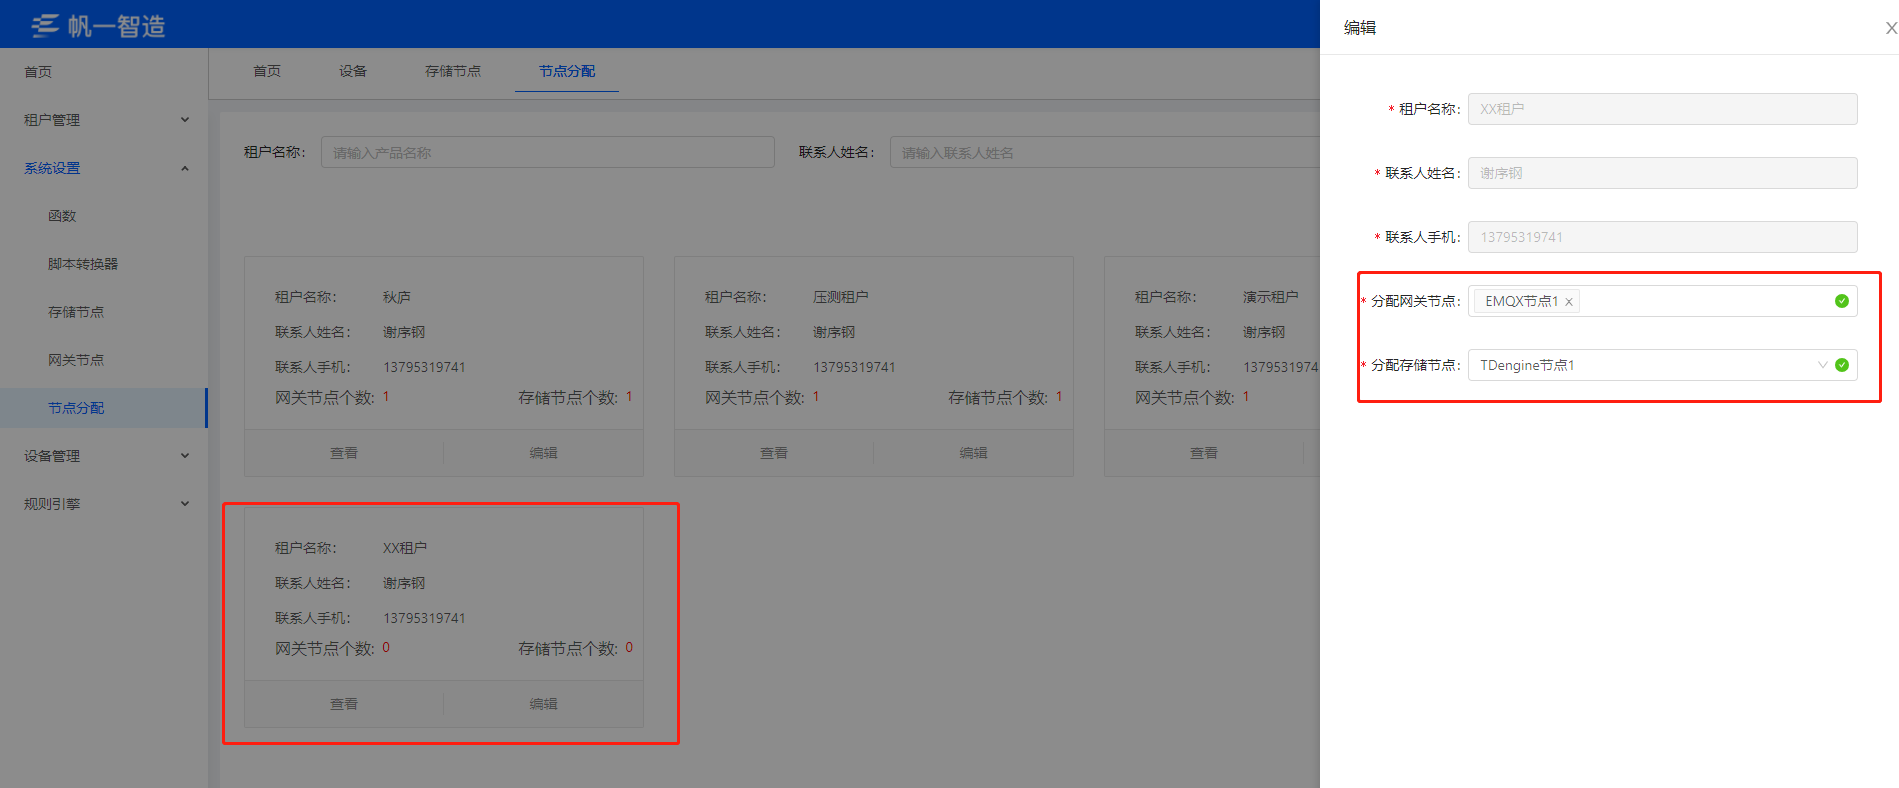 帆一智造
首页
租户管理
系统设置
函数
脚本转换器
存储节点
网关节点
节点分配
设备管理
规则引擎
首页 设备 存储节点 节点分配
租户名称： 请输入产品名称 联系人姓名： 请输入联系人姓名
租户名称： 秋庐
联系人姓名： 谢序钢
联系人手机： 13795319741
网关节点个数: 1 存储节点个数: 1
查看 编辑
租户名称： 压测租户
联系人姓名： 谢序钢
联系人手机： 13795319741
网关节点个数: 1 存储节点个数: 1
查看 编辑
租户名称： 演示租户
联系人姓名： 谢序钢
联系人手机： 1379531974
网关节点个数: 1
查看
租户名称： XX租户
联系人姓名： 谢序钢
联系人手机： 13795319741
网关节点个数: 0 存储节点个数: 0
查看 编辑
编辑 X
* 租户名称: XX租户
* 联系人姓名: 谢序钢
* 联系人手机: 13795319741
* 分配网关节点: EMQX节点1 x
* 分配存储节点: TDengine节点1